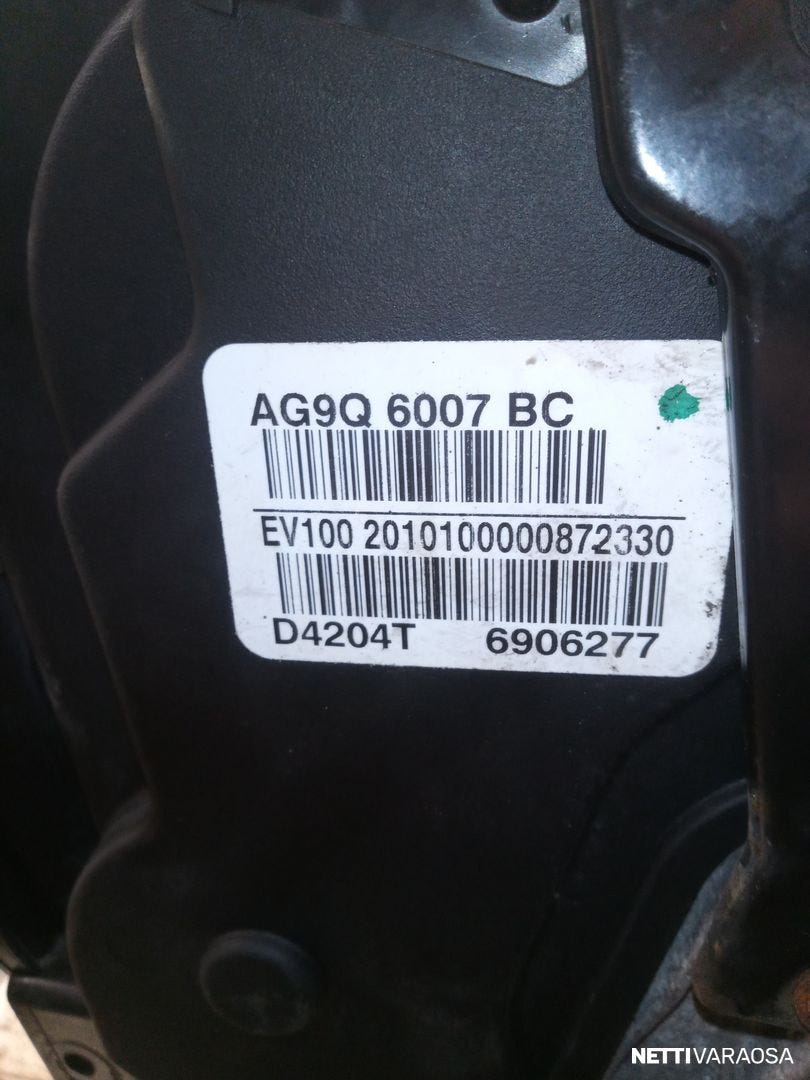 AG9Q 6007 BC
EV100 2010100000872330
D4204T 6906277
NETTIVARAOSA